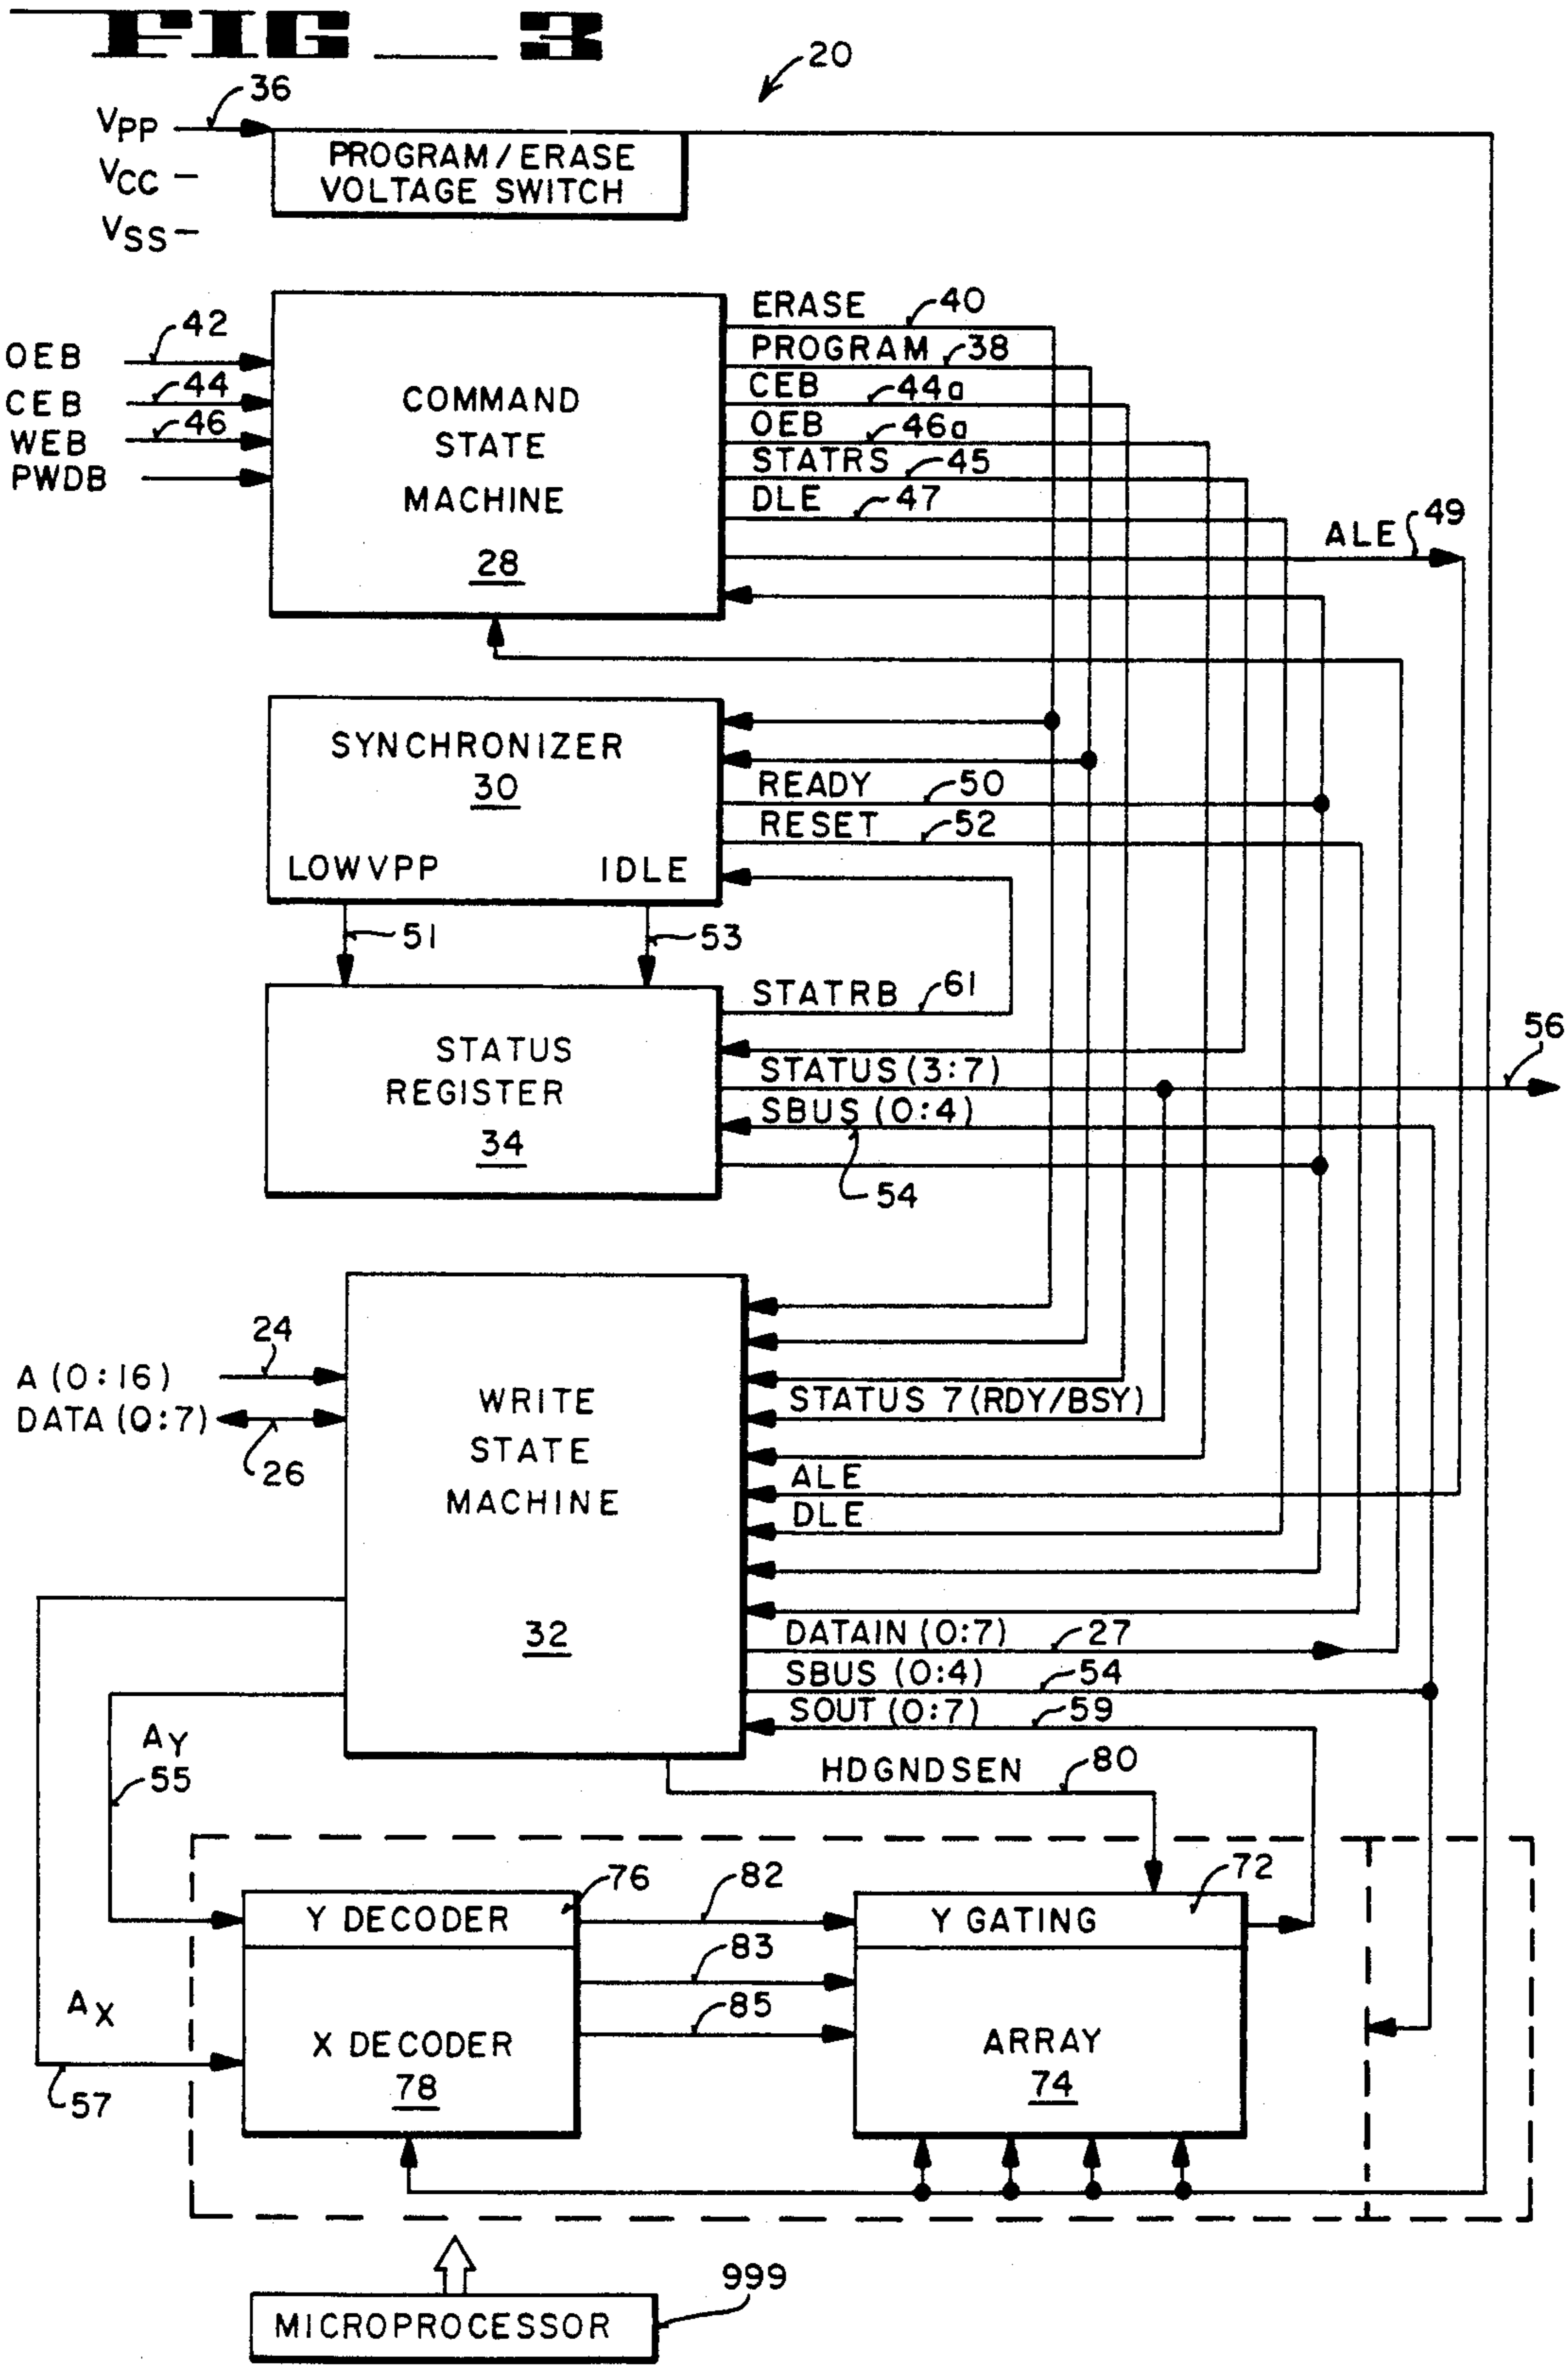 FIG_3
20
36
VPP
PROGRAM/ERASE
VOLTAGE SWITCH
VCC
VSS
42
OEB
44
CEB
46
WEB
PWDB
COMMAND
STATE
MACHINE
28
ERASE 40
PROGRAM 38
CEB 44a
OEB 46a
STATRS 45
DLE 47
ALE 49
SYNCHRONIZER
30
READY 50
RESET 52
LOWVPP IDLE
51 53
STATRB 61
STATUS
REGISTER
34
STATUS (3:7)
56
SBUS (0:4)
54
24
A (0:16)
DATA (0:7)
26
WRITE
STATE
MACHINE
32
STATUS 7 (RDY/BSY)
ALE
DLE
DATAIN (0:7) 27
SBUS (0:4) 54
SOUT (0:7) 59
HDGNDSEN 80
AY
55
AX
57
Y DECODER 76
82
83
85
X DECODER
78
Y GATING 72
ARRAY
74
MICROPROCESSOR
999